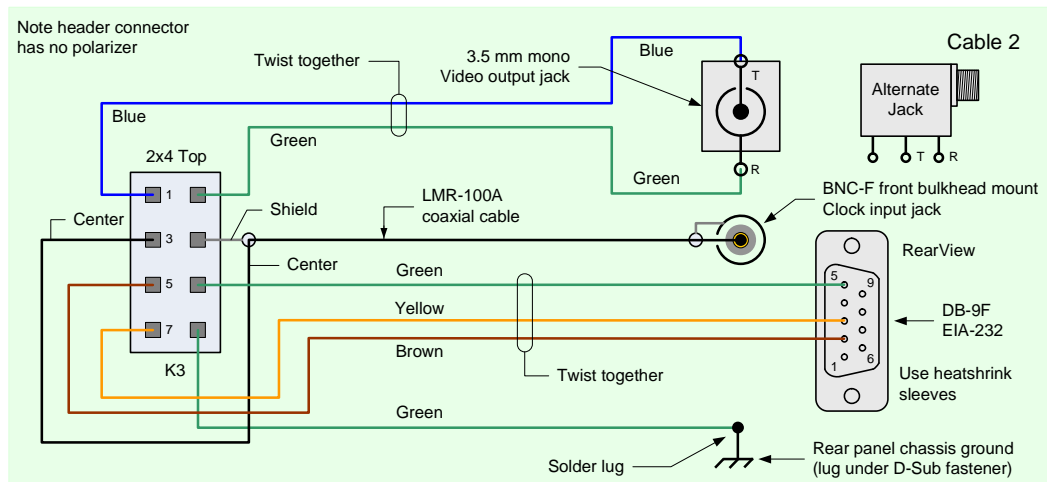 Note header connector
has no polarizer
Twist together
Blue
3.5 mm mono
Video output jack
Cable 2
T
Alternate
Jack
Blue
Green
T R
2x4 Top
R
Green
1
LMR-100A
coaxial cable
BNC-F front bulkhead mount
Clock input jack
Center
Shield
3
Center
RearView
Green
5
5
9
Yellow
DB-9F
EIA-232
7
Brown
6
1
K3
Twist together
Use heatshrink
sleeves
Green
Solder lug
Rear panel chassis ground
(lug under D-Sub fastener)